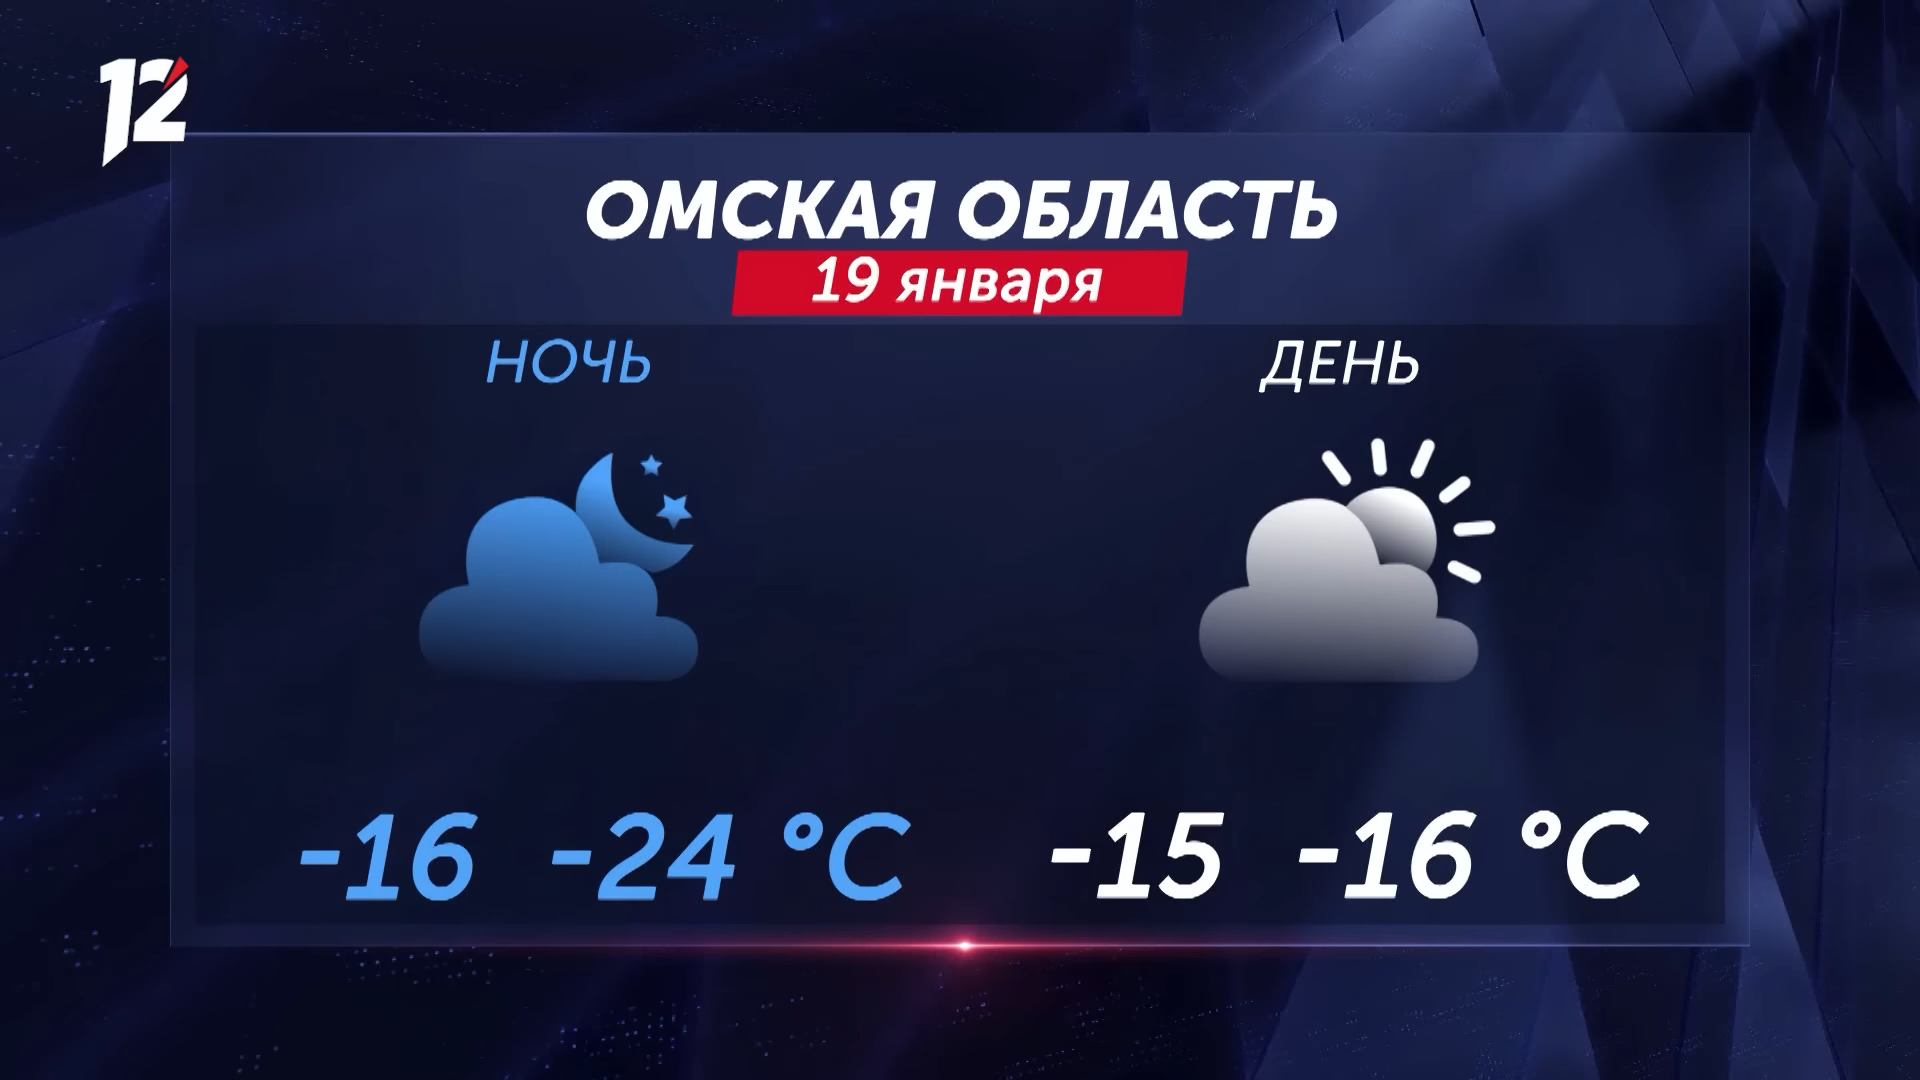 12
ОМСКАЯ ОБЛАСТЬ
19 января
НОЧЬ
ДЕНЬ
-16 -24 °C
-15 -16 °C